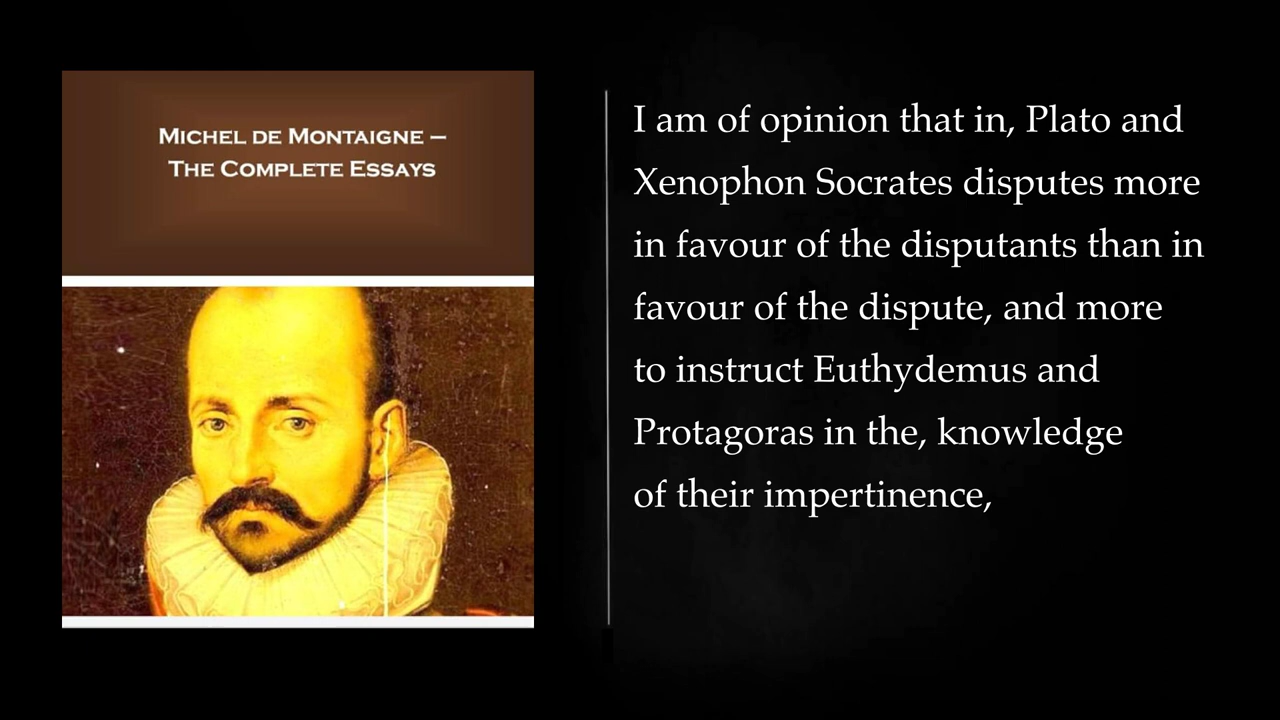 MICHEL DE MONTAIGNE –
THE COMPLETE ESSAYS
I am of opinion that in, Plato and
Xenophon Socrates disputes more
in favour of the disputants than in
favour of the dispute, and more
to instruct Euthydemus and
Protagoras in the, knowledge
of their impertinence,